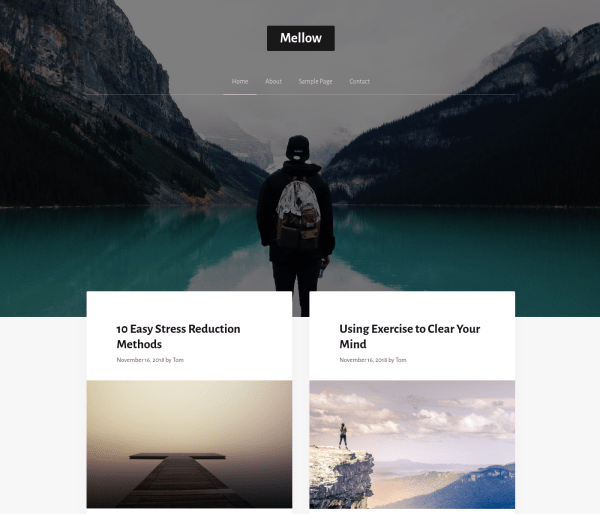 Mellow
Home About Sample Page Contact
10 Easy Stress Reduction
Methods
November 16, 2018 by Tom
Using Exercise to Clear Your
Mind
November 16, 2018 by Tom